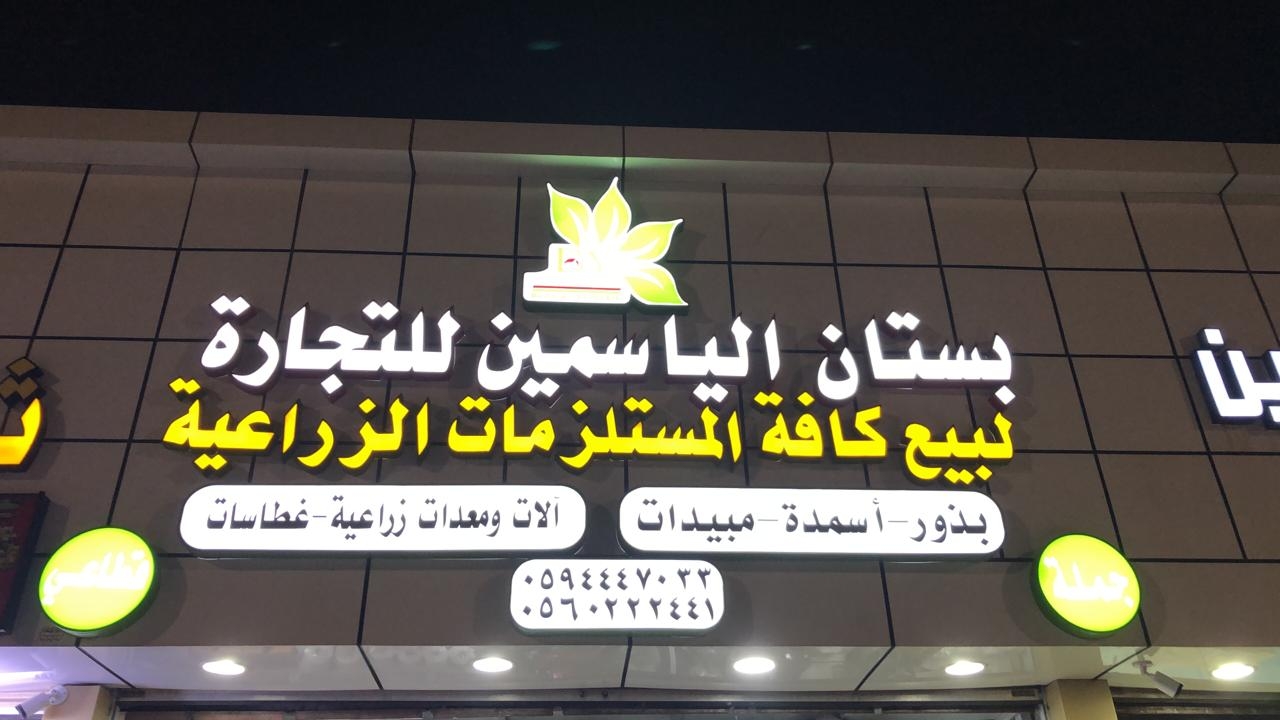 بستان الياسمين للتجارة
لبيع كافة المستلزمات الزراعية
بذور-أسمدة-مبيدات
آلات ومعدات زراعية-غطاسات
جملة
قطاعي
٠٥٩٤٤٤٧٠٣٣
٠٥٦٠٢٢٢٤٤١